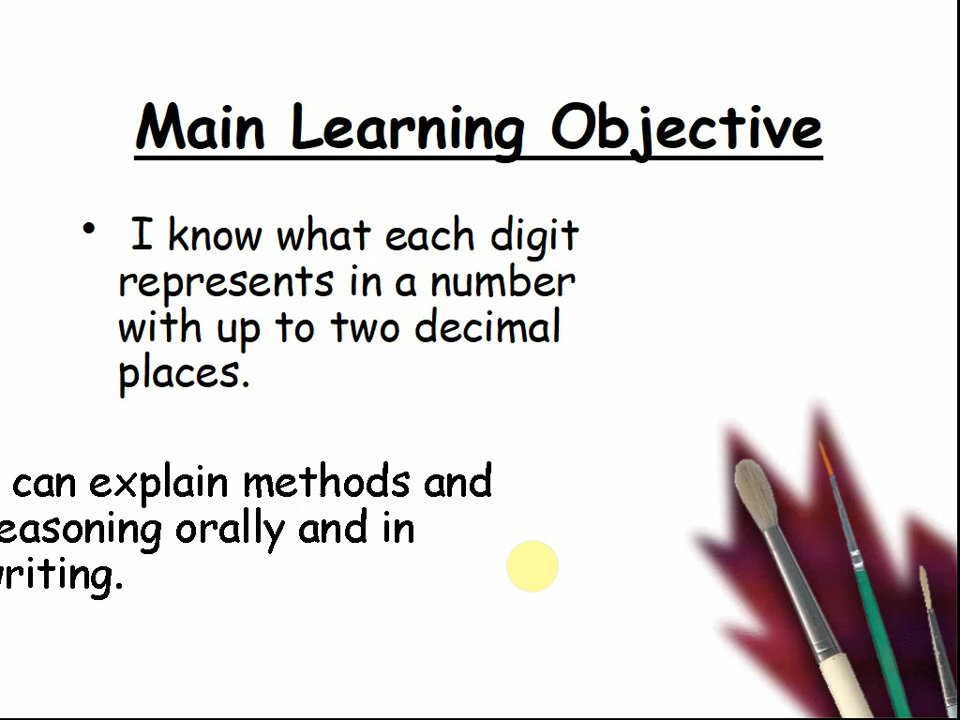 Main Learning Objective
• I know what each digit
represents in a number
with up to two decimal
places.
can explain methods and
easoning orally and in
riting.